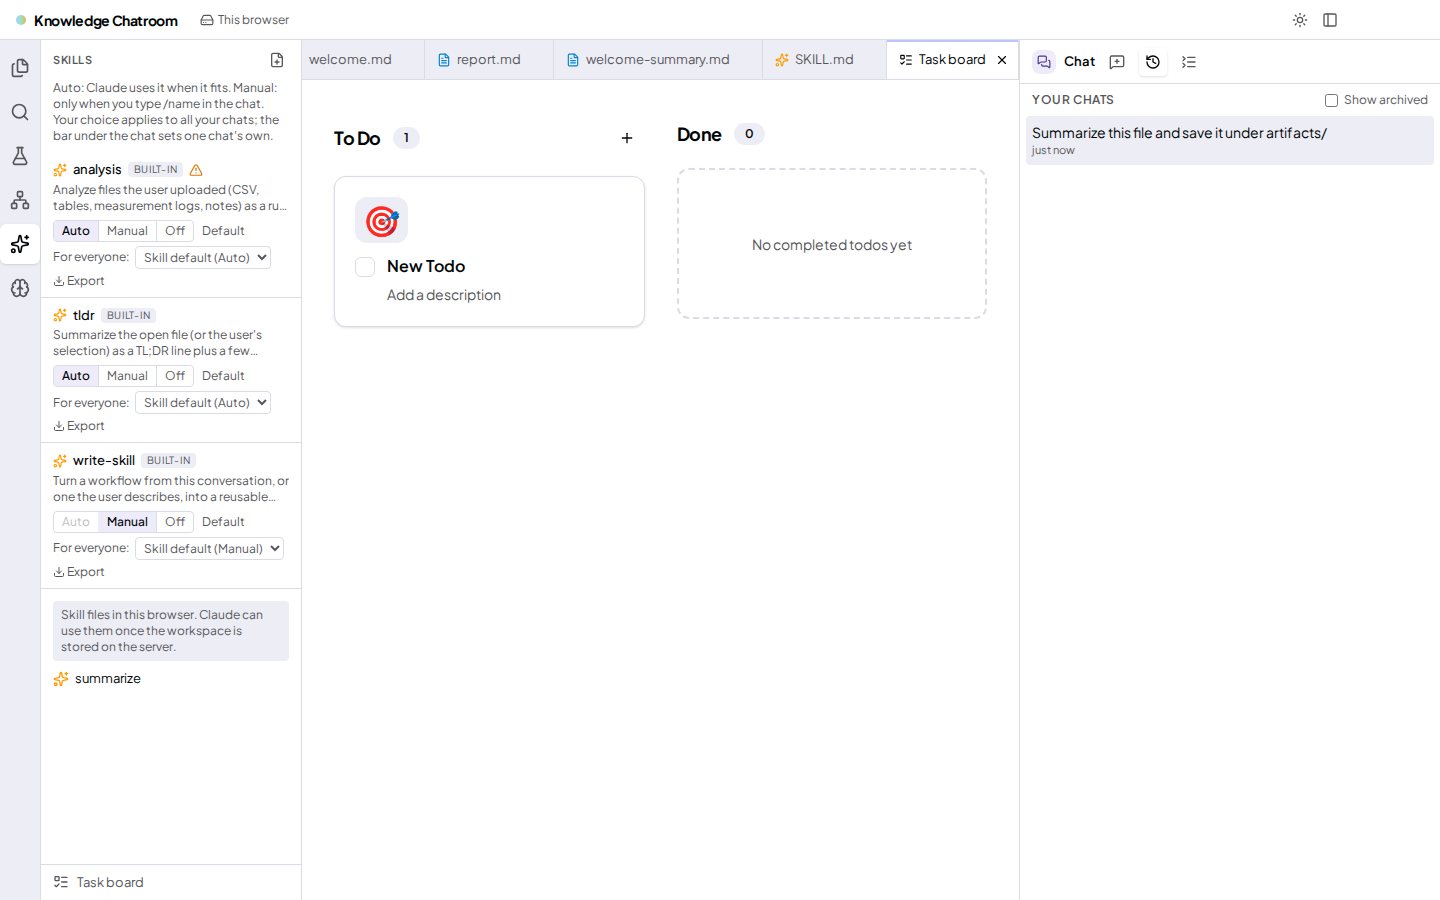 Knowledge Chatroom
This browser
SKILLS
Auto: Claude uses it when it fits. Manual:
only when you type /name in the chat.
Your choice applies to all your chats; the
bar under the chat sets one chat's own.
analysis BUILT-IN
Analyze files the user uploaded (CSV,
tables, measurement logs, notes) as a ru...
Auto Manual Off Default
For everyone: Skill default (Auto)
Export
tldr BUILT-IN
Summarize the open file (or the user's
selection) as a TL;DR line plus a few...
Auto Manual Off Default
For everyone: Skill default (Auto)
Export
write-skill BUILT-IN
Turn a workflow from this conversation, or
one the user describes, into a reusable...
Auto Manual Off Default
For everyone: Skill default (Manual)
Export
Skill files in this browser. Claude can
use them once the workspace is
stored on the server.
summarize
Task board
welcome.md report.md welcome-summary.md SKILL.md Task board
To Do 1
New Todo
Add a description
Done 0
No completed todos yet
Chat
YOUR CHATS Show archived
Summarize this file and save it under artifacts/
just now